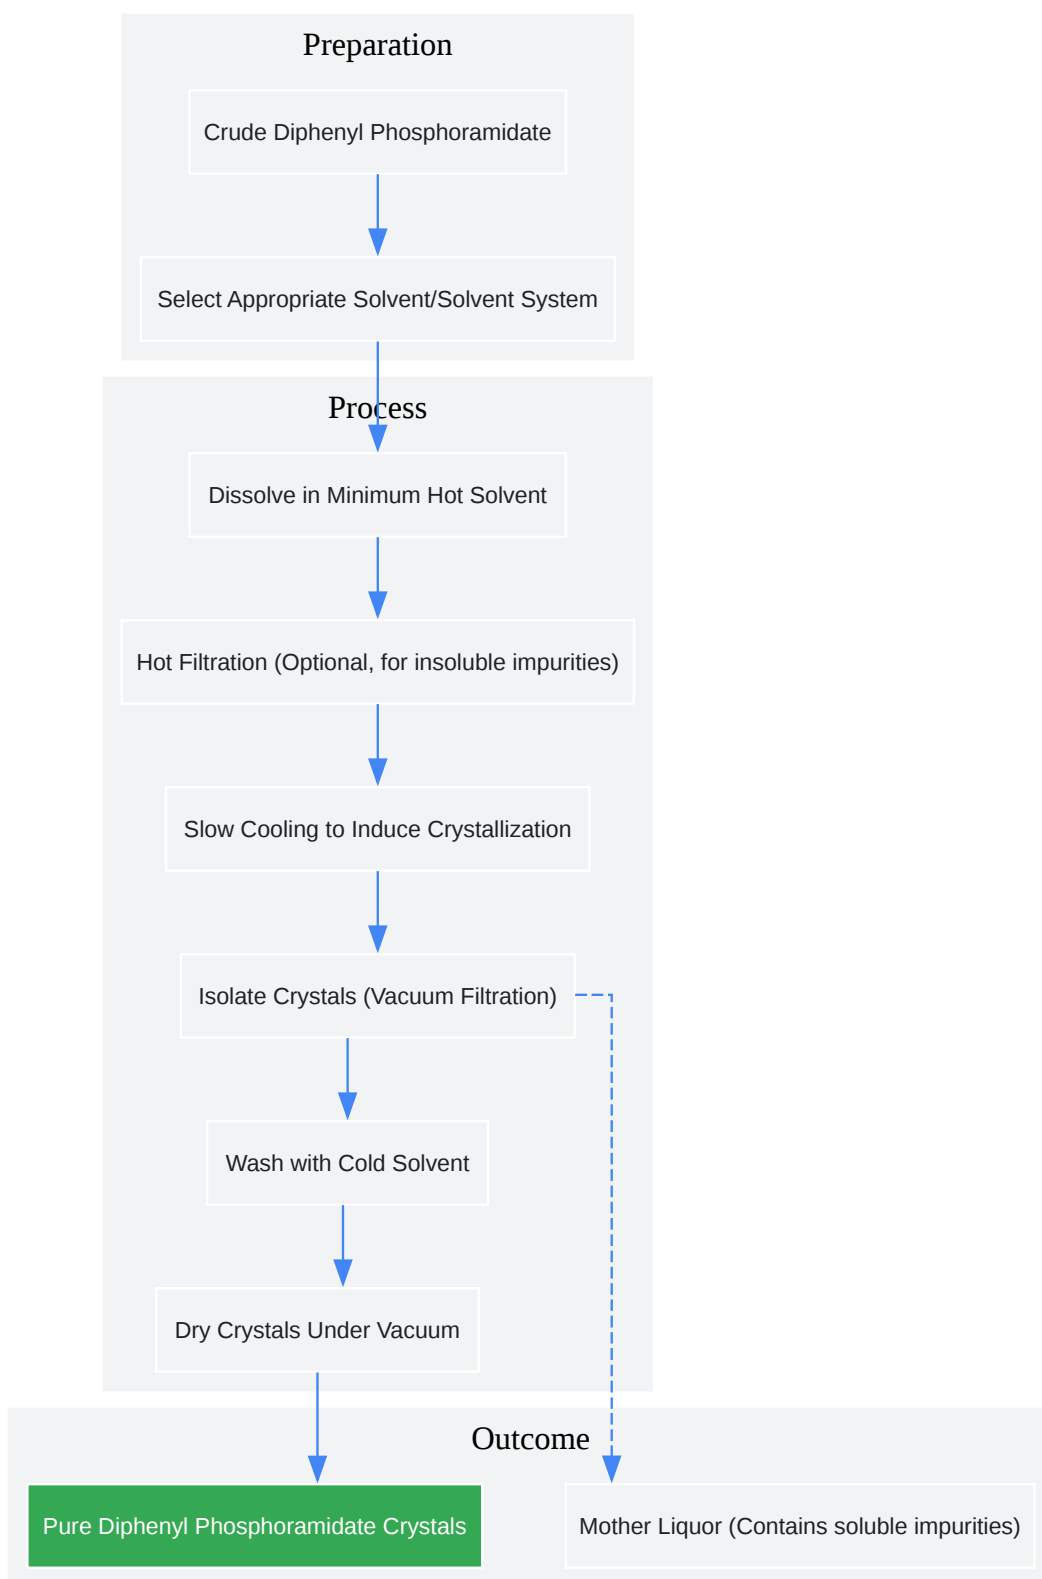 Preparation
Crude Diphenyl Phosphoramidate
Select Appropriate Solvent/Solvent System
Process
Dissolve in Minimum Hot Solvent
Hot Filtration (Optional, for insoluble impurities)
Slow Cooling to Induce Crystallization
Isolate Crystals (Vacuum Filtration)
Wash with Cold Solvent
Dry Crystals Under Vacuum
Outcome
Pure Diphenyl Phosphoramidate Crystals
Mother Liquor (Contains soluble impurities)